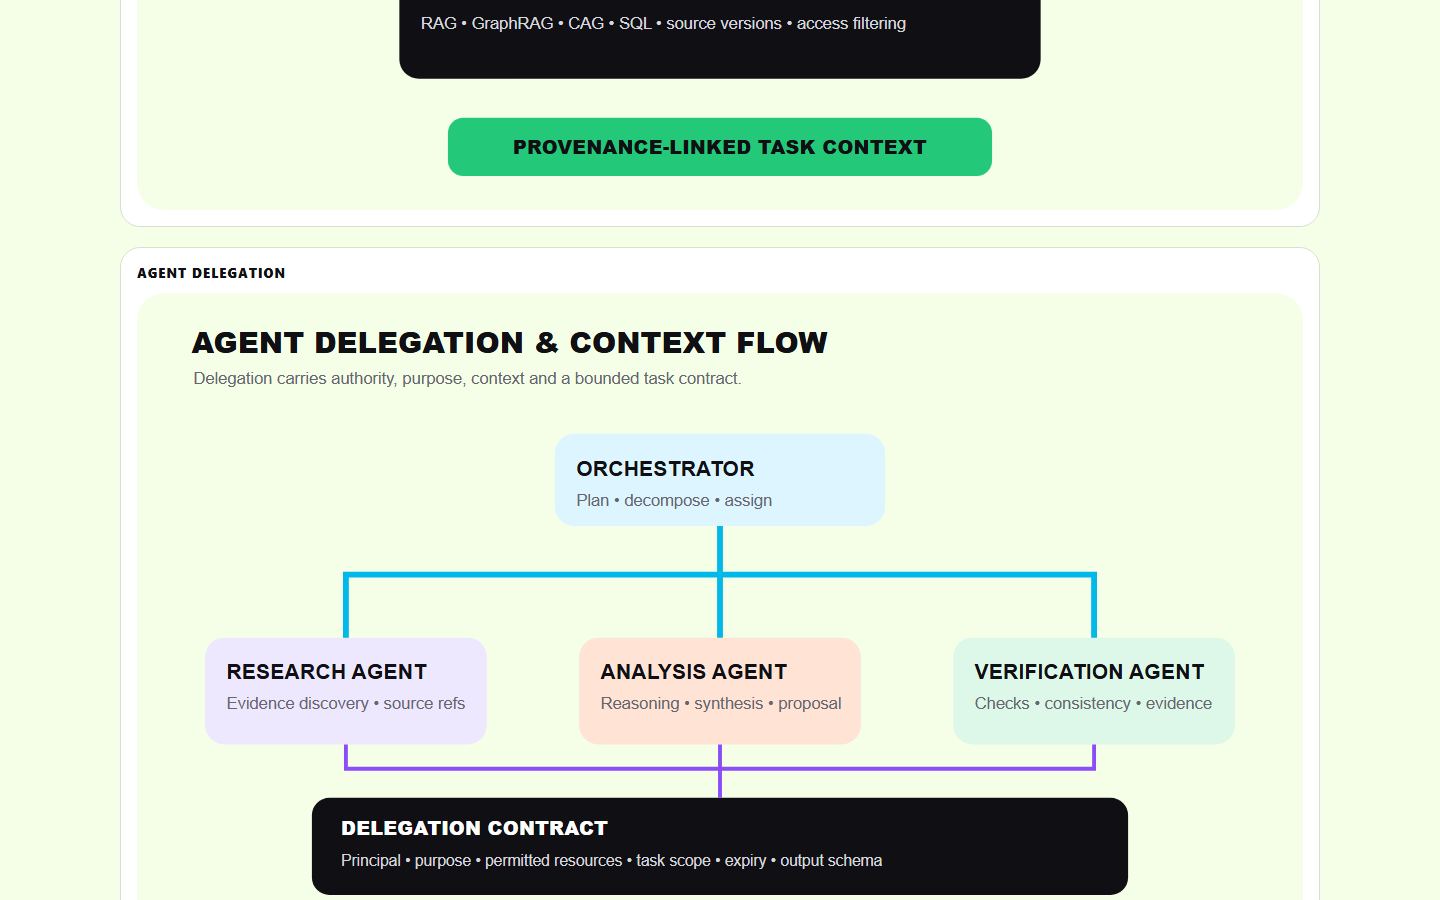 RAG • GraphRAG • CAG • SQL • source versions • access filtering
PROVENANCE-LINKED TASK CONTEXT
AGENT DELEGATION
AGENT DELEGATION & CONTEXT FLOW
Delegation carries authority, purpose, context and a bounded task contract.
ORCHESTRATOR
Plan • decompose • assign
RESEARCH AGENT
Evidence discovery • source refs
ANALYSIS AGENT
Reasoning • synthesis • proposal
VERIFICATION AGENT
Checks • consistency • evidence
DELEGATION CONTRACT
Principal • purpose • permitted resources • task scope • expiry • output schema